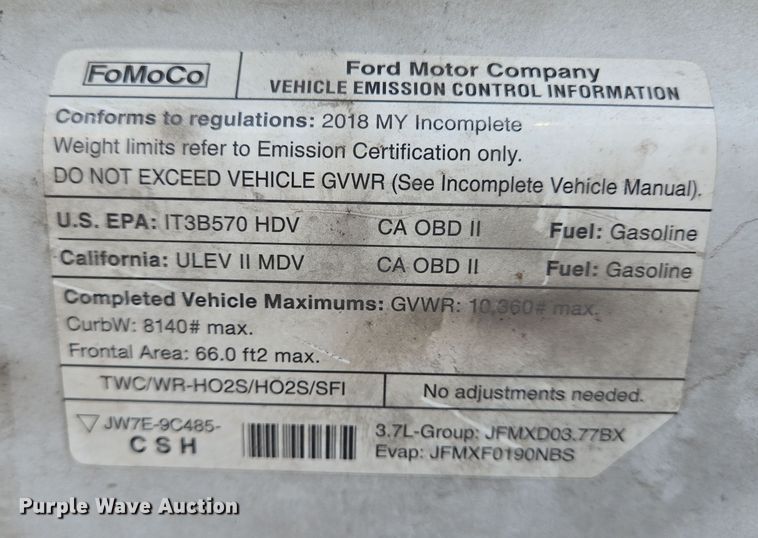 FoMoCo
Ford Motor Company
VEHICLE EMISSION CONTROL INFORMATION
Conforms to regulations: 2018 MY Incomplete
Weight limits refer to Emission Certification only.
DO NOT EXCEED VEHICLE GVWR (See Incomplete Vehicle Manual).
U.S. EPA: IT3B570 HDV CA OBD II Fuel: Gasoline
California: ULEV II MDV CA OBD II Fuel: Gasoline
Completed Vehicle Maximums: GVWR: 10,360# max.
CurbW: 8140# max.
Frontal Area: 66.0 ft2 max.
TWC/WR-HO2S/HO2S/SFI No adjustments needed.
JW7E-9C485-
CSH
3.7L-Group: JFMXD03.77BX
Evap: JFMXF0190NBS
Purple Wave Auction